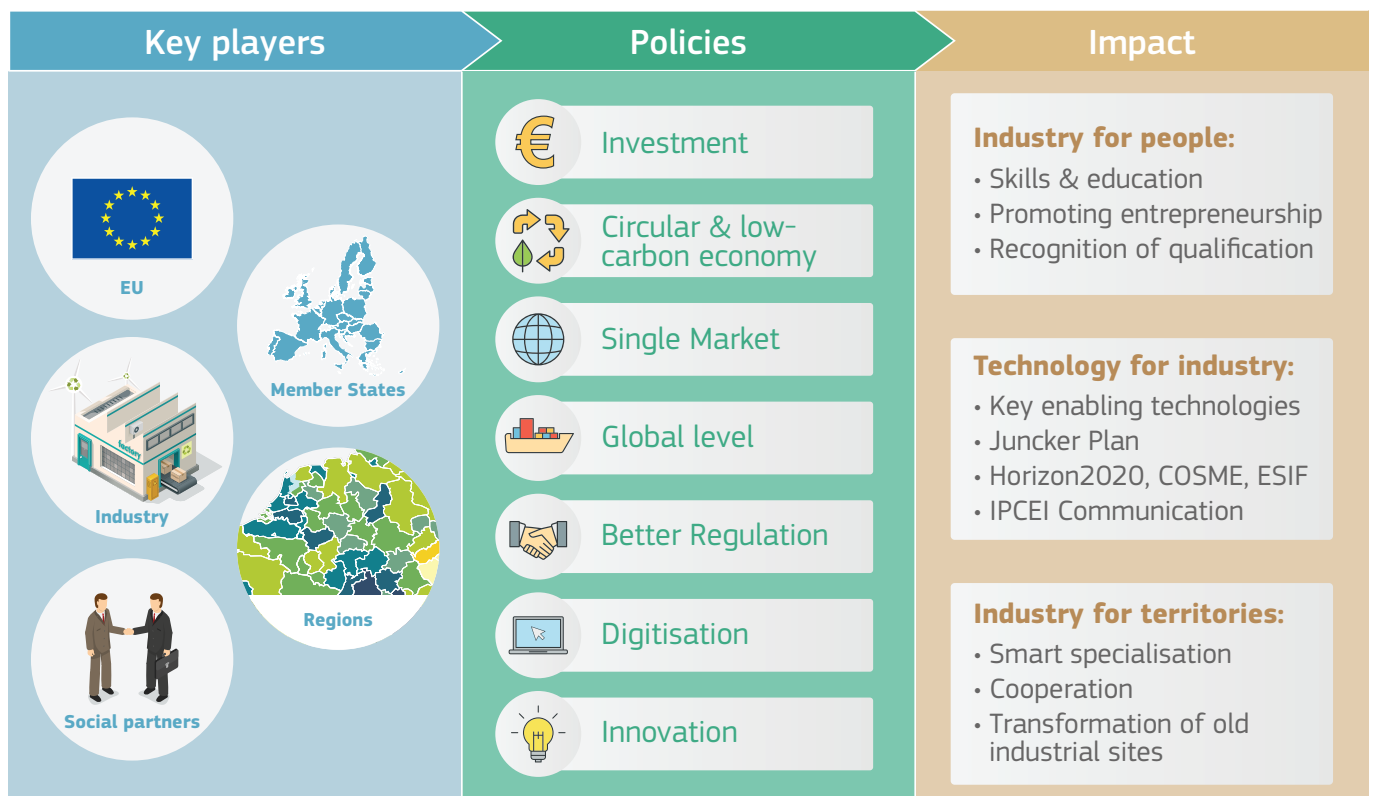 Key players
Policies
Impact
EU
Member States
Industry
factory
Regions
Social partners
€
Investment
Circular & low-
carbon economy
Single Market
Global level
Better Regulation
Digitisation
Innovation
Industry for people:
• Skills & education
• Promoting entrepreneurship
• Recognition of qualification
Technology for industry:
• Key enabling technologies
• Juncker Plan
• Horizon2020, COSME, ESIF
• IPCEI Communication
Industry for territories:
• Smart specialisation
• Cooperation
• Transformation of old
industrial sites